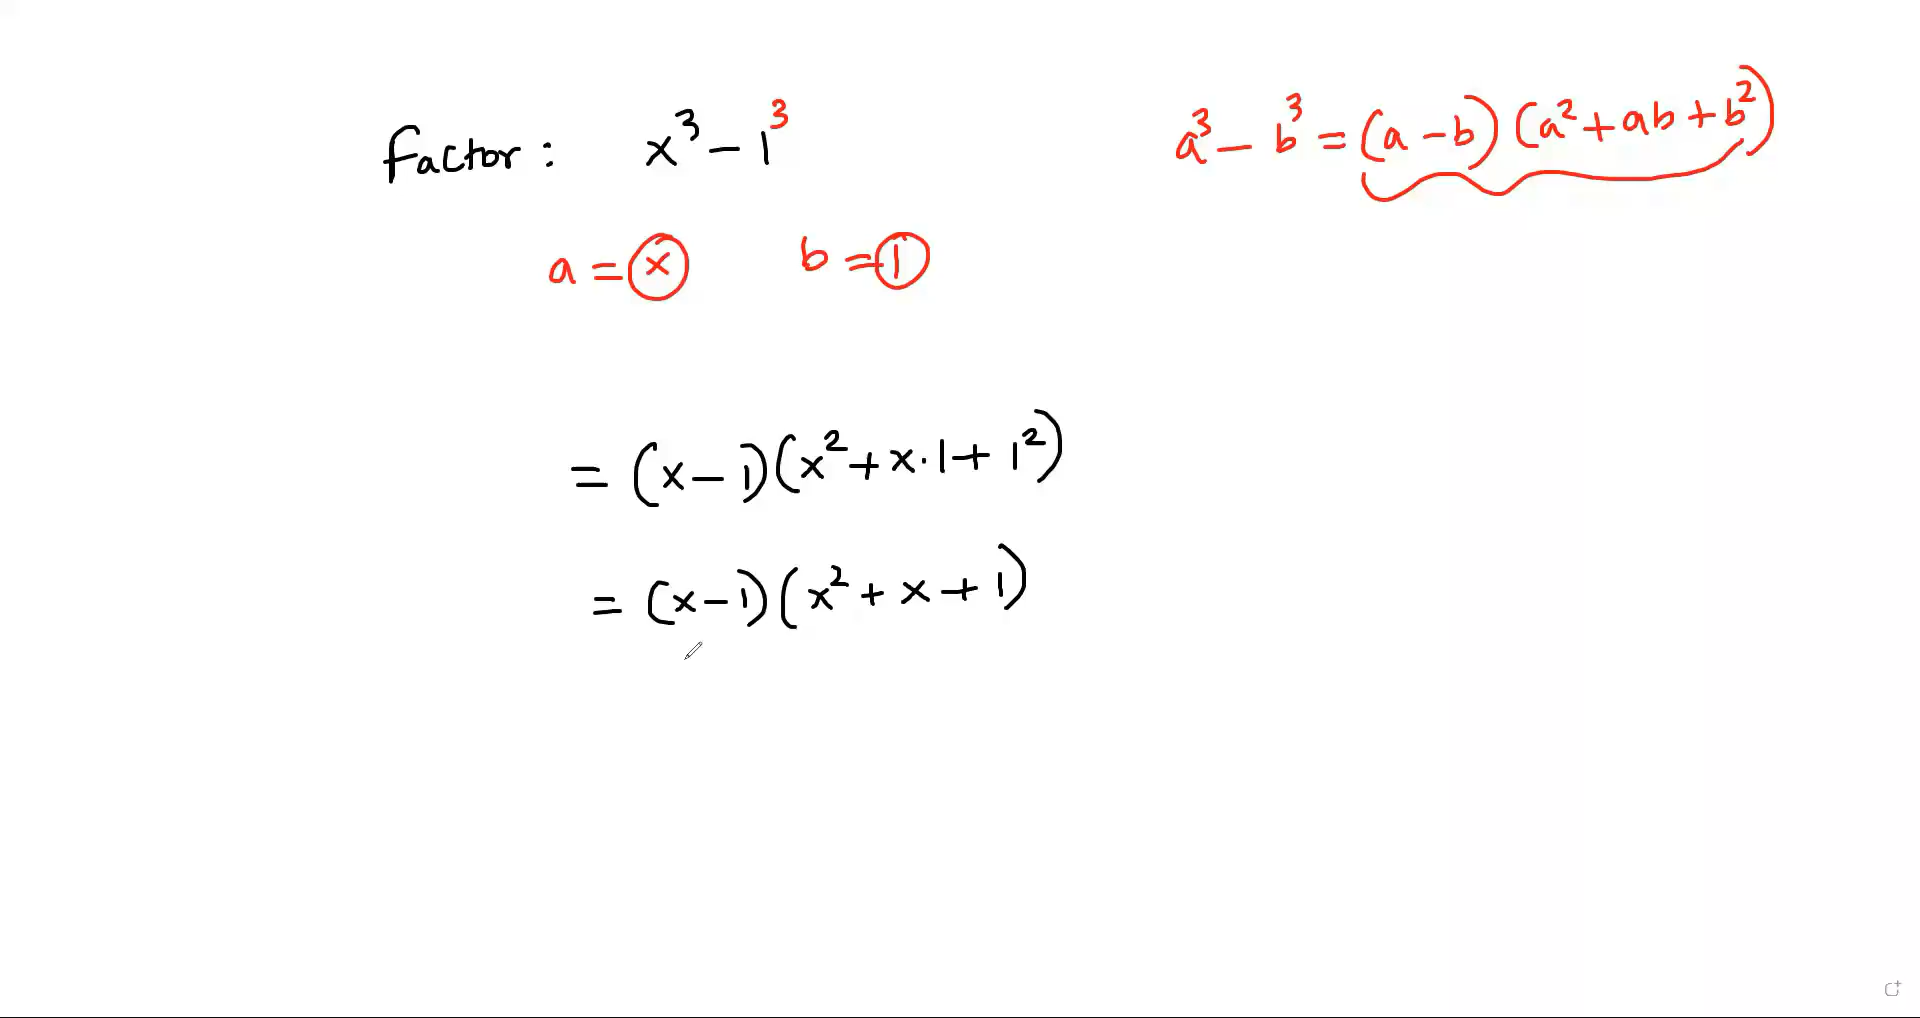 factor : x³ - 1³
a³ - b³ = (a - b) (a² + ab + b²)
a = x b = 1
= (x - 1)(x² + x · 1 + 1²)
= (x - 1)(x² + x + 1)